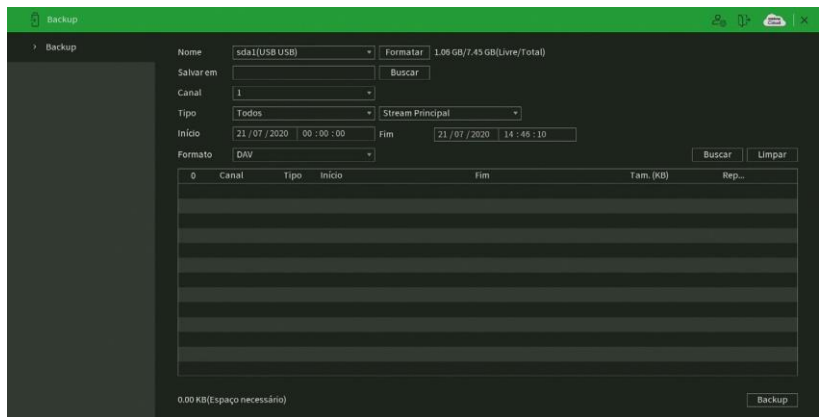 Backup
Backup
Nome sda1(USB USB) Formatar 1.06 GB/7.45 GB(Livre/Total)
Salvar em Buscar
Canal 1
Tipo Todos Stream Principal
Início 21 / 07 / 2020 00 : 00 : 00 Fim 21 / 07 / 2020 14 : 46 : 10
Formato DAV Buscar Limpar
0 Canal Tipo Início Fim Tam. (KB) Rep...
0.00 KB(Espaço necessário) Backup